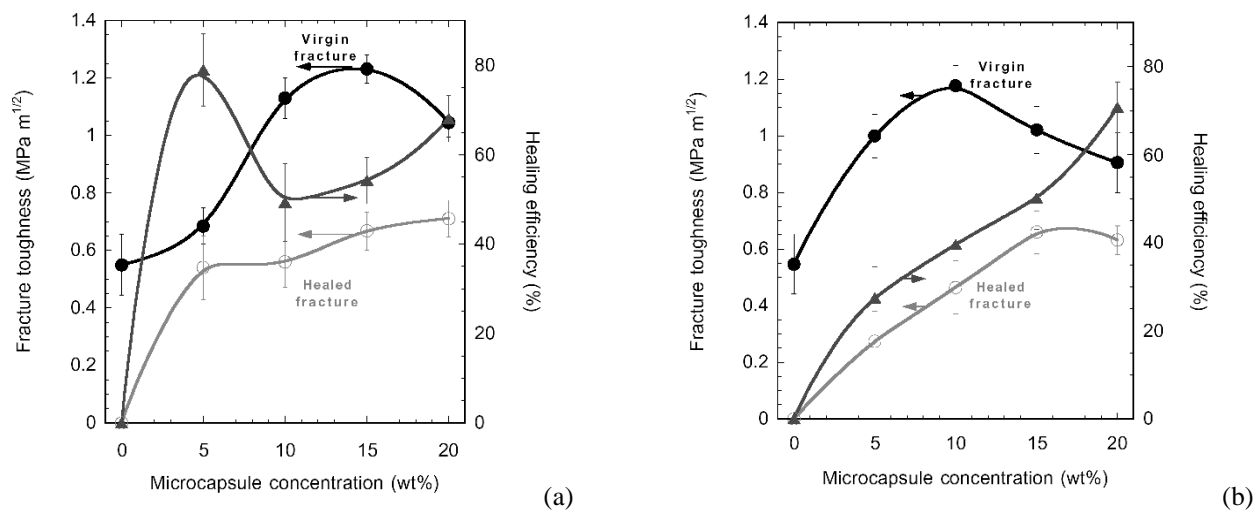 1.4
1.2
1
0.8
0.6
0.4
0.2
0
Fracture toughness (MPa m1/2)
Virgin
fracture
Healed
fracture
80
60
40
20
0
Healing efficiency (%)
0 5 10 15 20
Microcapsule concentration (wt%)
(a)
1.4
1.2
1
0.8
0.6
0.4
0.2
0
Fracture toughness (MPa m1/2)
Virgin
fracture
Healed
fracture
80
60
40
20
0
Healing efficiency (%)
0 5 10 15 20
Microcapsule concentration (wt%)
(b)